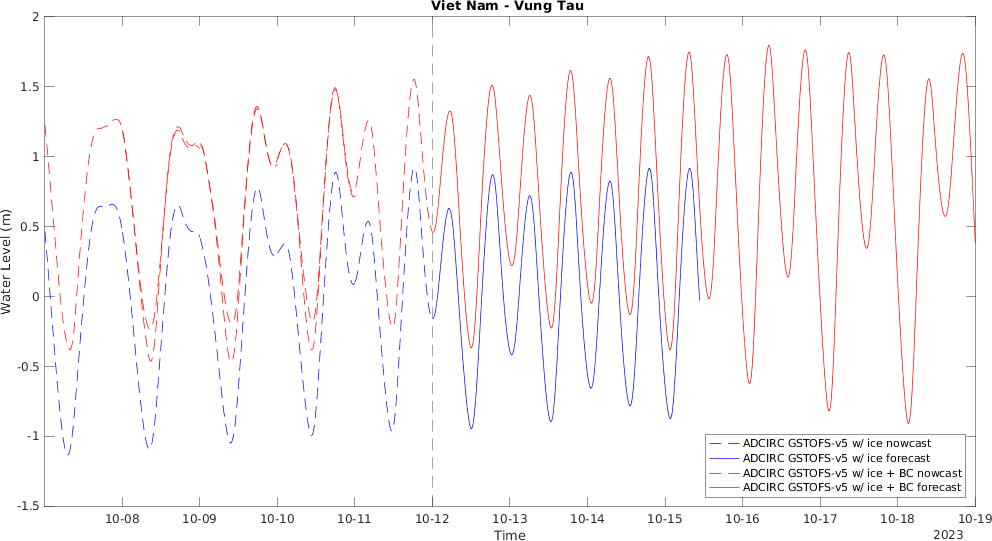 Viet Nam - Vung Tau
2
1.5
1
0.5
0
-0.5
-1
-1.5
Water Level (m)
ADCIRC GSTOFS-v5 w/ ice nowcast
ADCIRC GSTOFS-v5 w/ ice forecast
ADCIRC GSTOFS-v5 w/ ice + BC nowcast
ADCIRC GSTOFS-v5 w/ ice + BC forecast
10-08 10-09 10-10 10-11 10-12 10-13 10-14 10-15 10-16 10-17 10-18 10-19
Time
2023